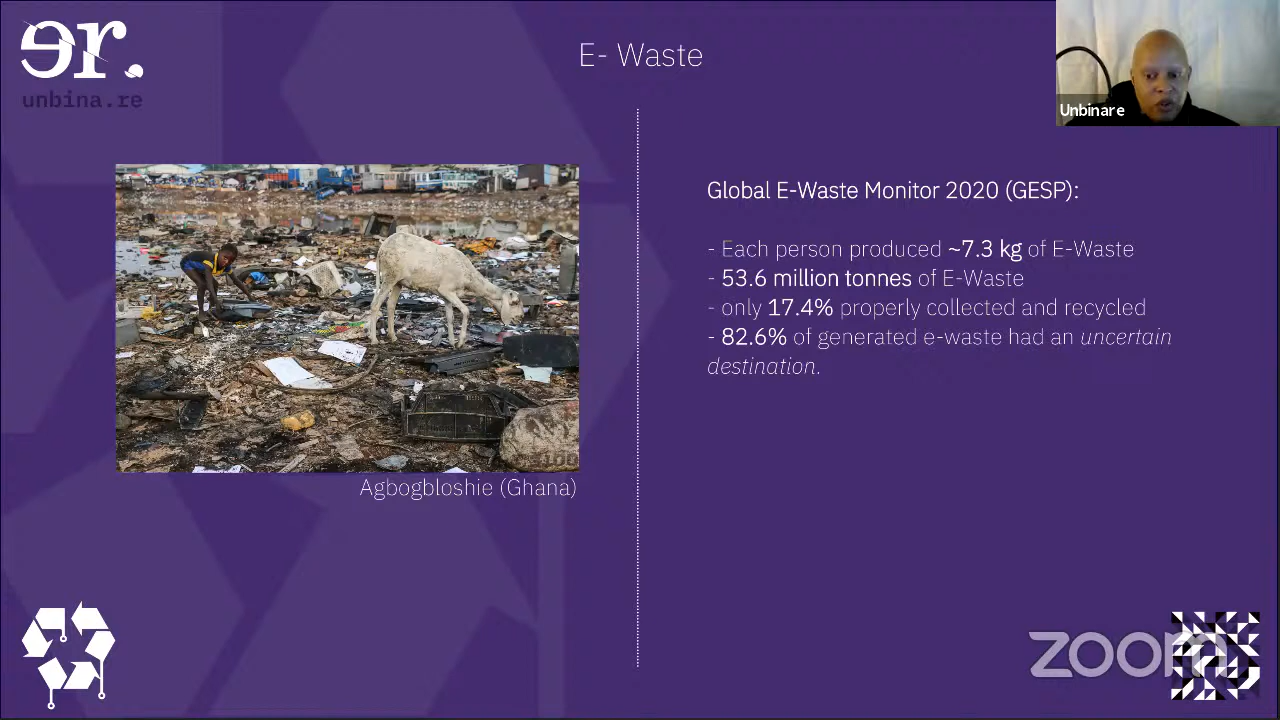 er.
unbina.re
E- Waste
Unbinare
Global E-Waste Monitor 2020 (GESP):
- Each person produced ~7.3 kg of E-Waste
- 53.6 million tonnes of E-Waste
- only 17.4% properly collected and recycled
- 82.6% of generated e-waste had an uncertain
destination.
Agbogbloshie (Ghana)
zoom